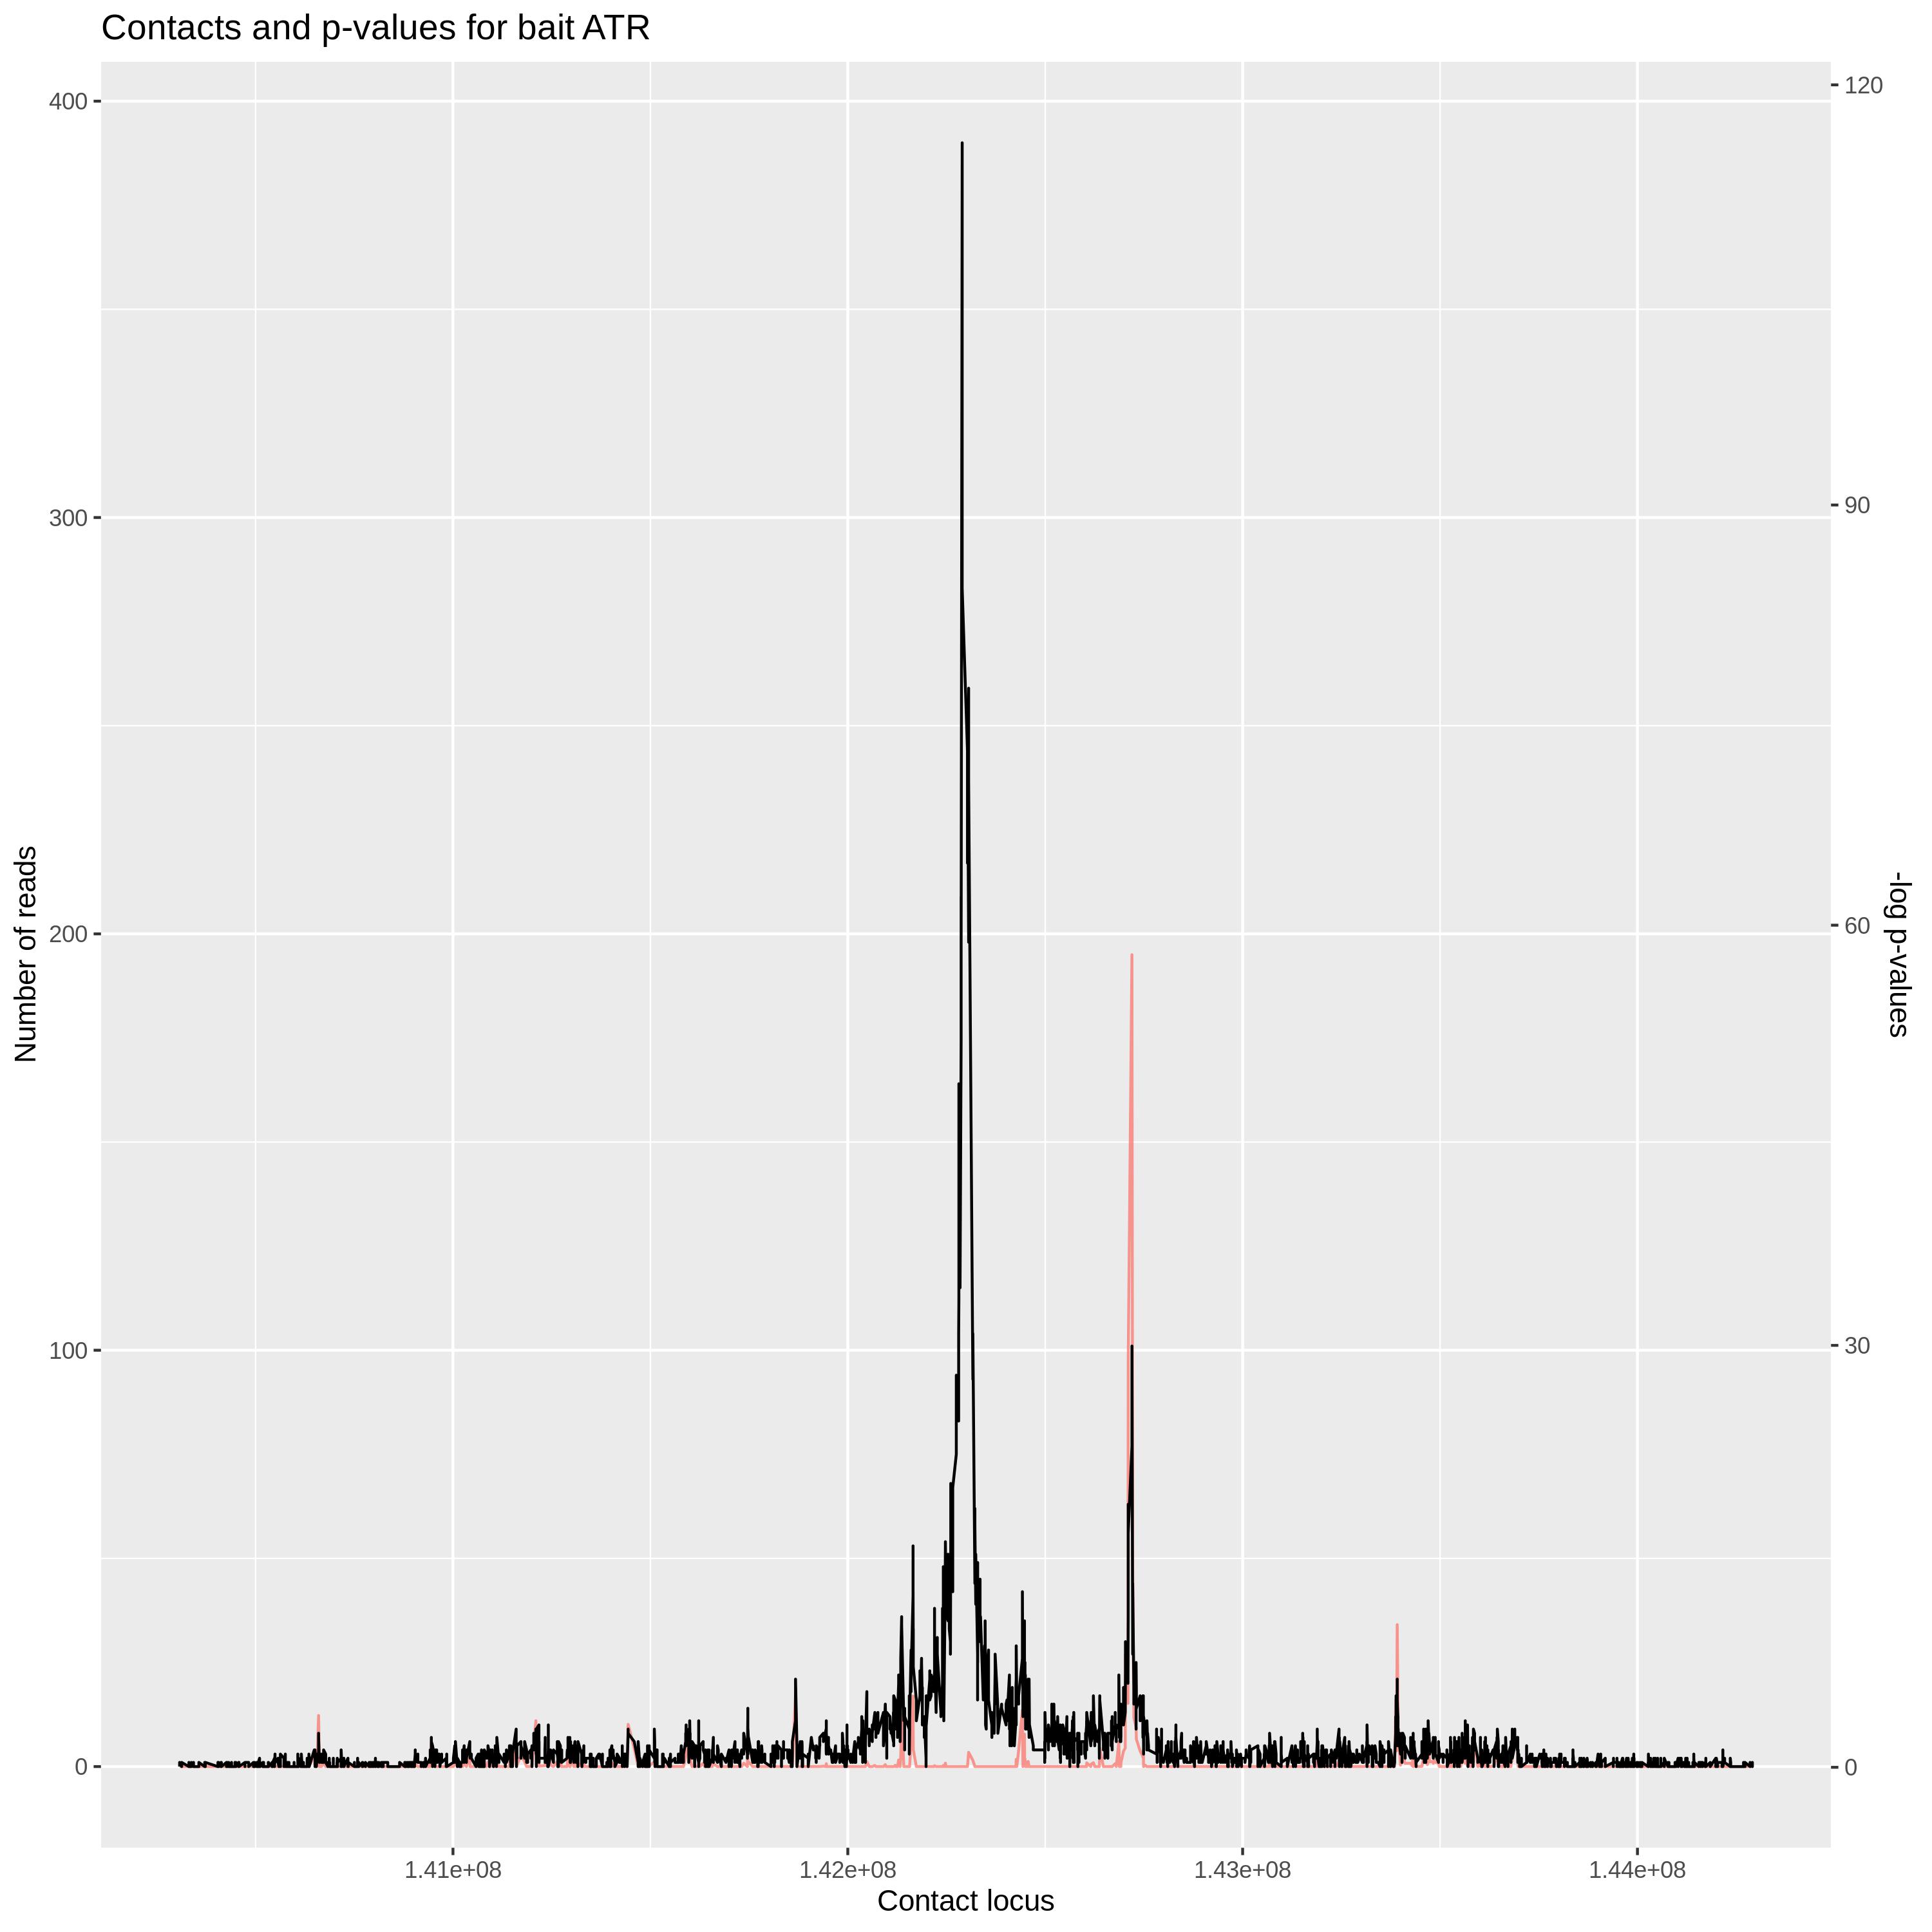 Contacts and p-values for bait ATR
400
300
200
100
0
Number of reads
120
90
60
30
0
-log p-values
1.41e+08
1.42e+08
1.43e+08
1.44e+08
Contact locus